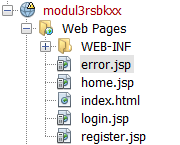 modul3rsbkxx
Web Pages
WEB-INF
error.jsp
home.jsp
index.html
login.jsp
register.jsp